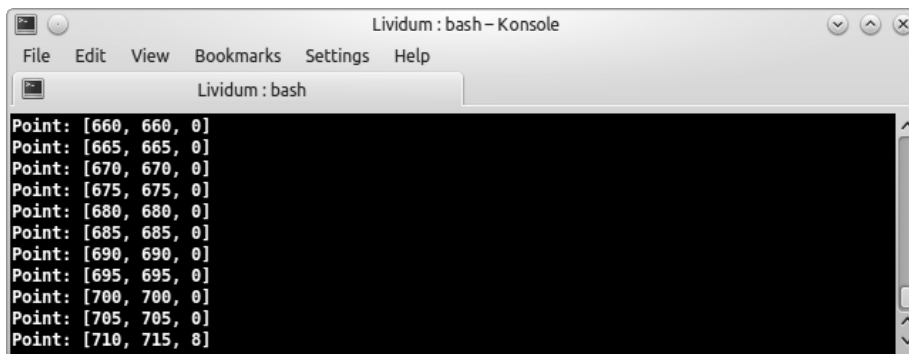 Lividum : bash – Konsole
File Edit View Bookmarks Settings Help
Lividum : bash
Point: [660, 660, 0]
Point: [665, 665, 0]
Point: [670, 670, 0]
Point: [675, 675, 0]
Point: [680, 680, 0]
Point: [685, 685, 0]
Point: [690, 690, 0]
Point: [695, 695, 0]
Point: [700, 700, 0]
Point: [705, 705, 0]
Point: [710, 715, 8]